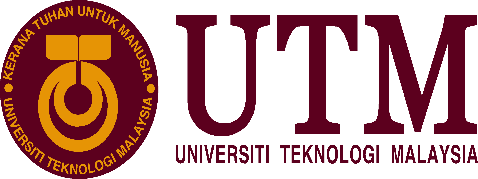 KERANA TUHAN UNTUK MANUSIA
UNIVERSITI TEKNOLOGI MALAYSIA
UTM
UNIVERSITI TEKNOLOGI MALAYSIA